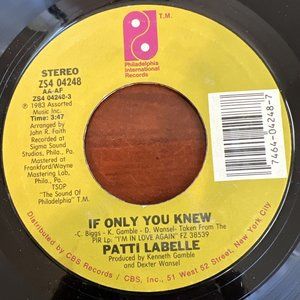 T.M.
Philadelphia
International
Records
STEREO
ZS4 04248
AA-AF
ZS4 04248-3
℗ 1983 Assorted
Music, Inc.
Time: 3:47
Arranged by
John R. Faith
Recorded at
Sigma Sound
Studios, Phila., Pa.
Mastered at
Frankford/Wayne
Mastering Lab,
Phila, Pa.
TSOP
"The Sound Of
Philadelphia"
7464-04248-7
IF ONLY YOU KNEW
-C. Biggs - K. Gamble - D. Wansel- Taken From The
PIR Lp: "I'M IN LOVE AGAIN" FZ 38539
PATTI LABELLE
Produced by Kenneth Gamble
and Dexter Wansel
Distributed by CBS Records / CBS, Inc., 51 West 52 Street, New York City